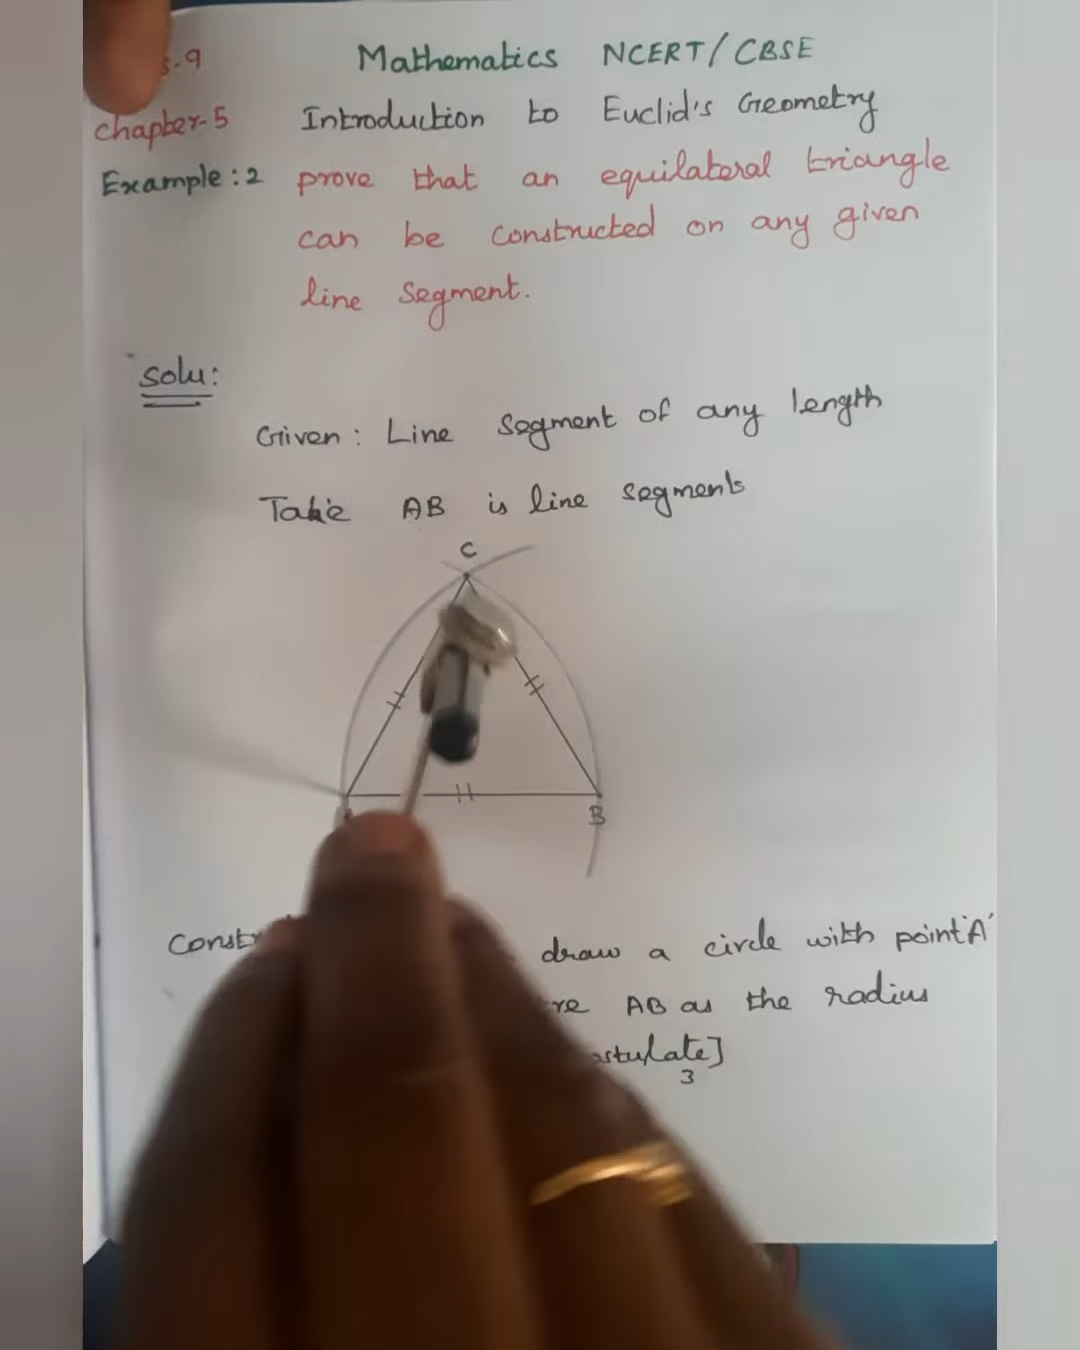 s-9 Mathematics NCERT/CBSE
Chapter-5 Introduction to Euclid's Geometry
Example:2 prove that an equilateral triangle
can be constructed on any given
line segment.
Solu:
Given: Line segment of any length
Take AB is line segments
C
B
draw a circle with point 'A'
AB as the radius
3